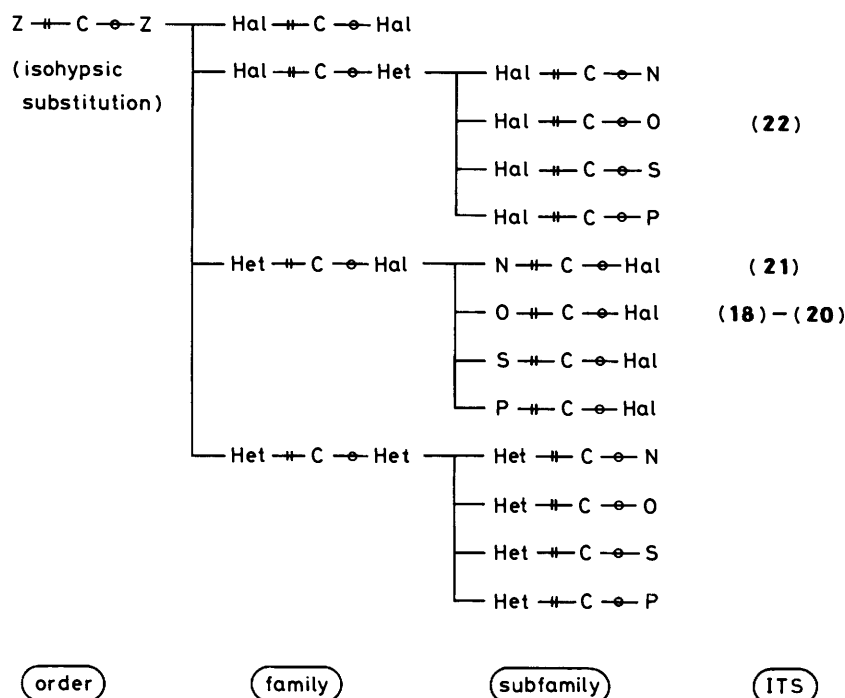 Z C Z Hal C Hal
(isohypsic Hal C Het Hal C N
substitution)
Hal C O (22)
Hal C S
Hal C P
Het C Hal N C Hal (21)
O C Hal (18)-(20)
S C Hal
P C Hal
Het C Het Het C N
Het C O
Het C S
Het C P
order family subfamily ITS